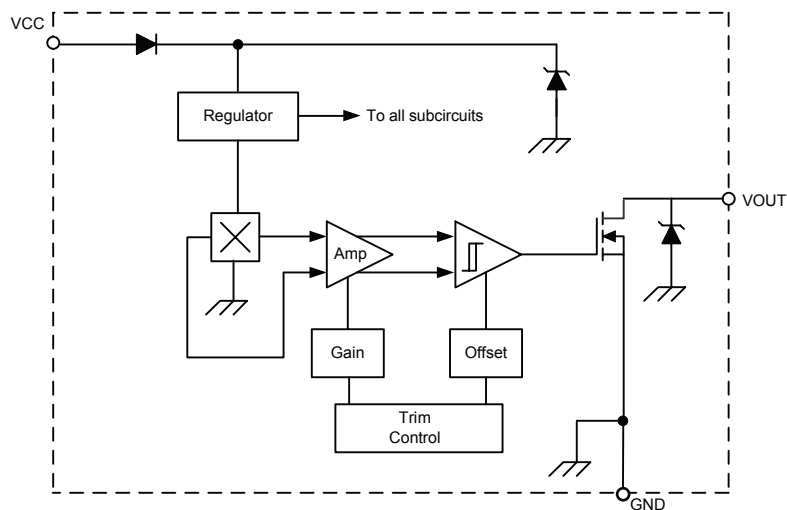 VCC
Regulator
To all subcircuits
VOUT
Amp
Gain
Offset
Trim
Control
GND